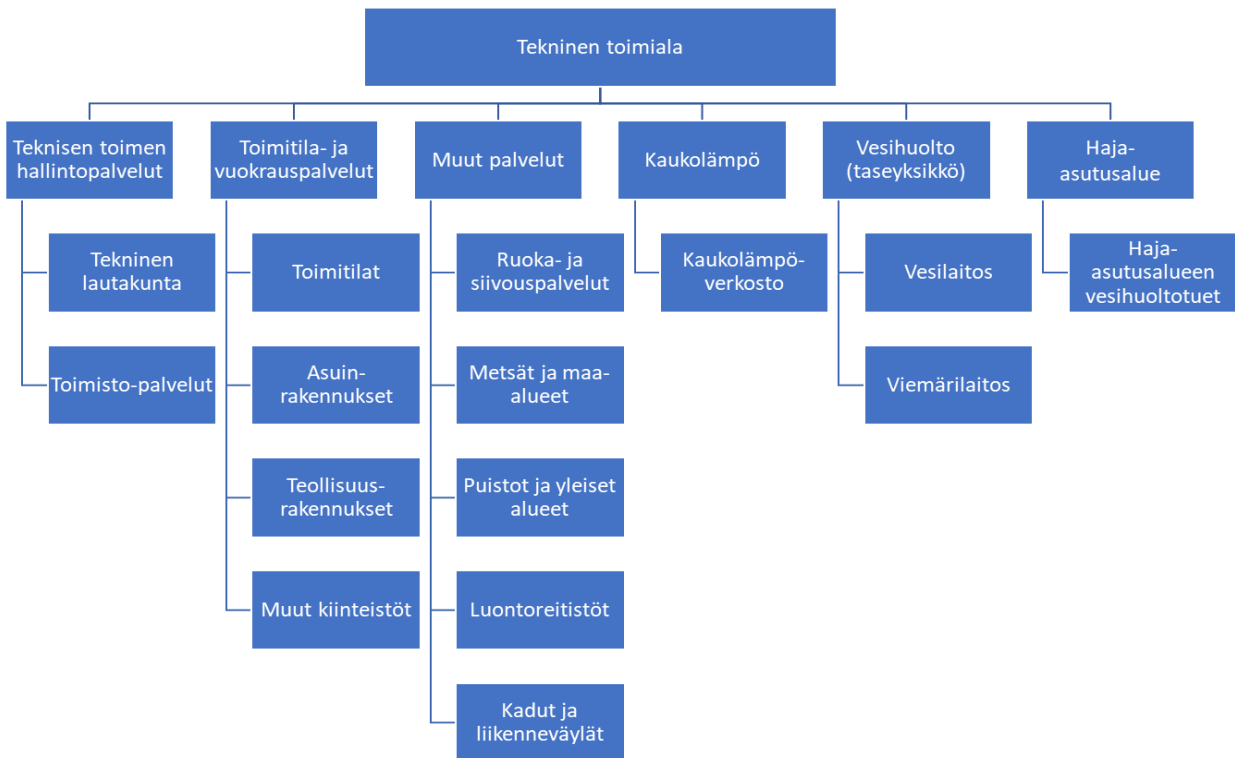 Tekninen toimiala
Teknisen toimen
hallintopalvelut
Toimitila- ja
vuokrauspalvelut
Muut palvelut
Kaukolämpö
Vesihuolto
(taseyksikkö)
Haja-
asutusalue
Tekninen
lautakunta
Toimitilat
Ruoka- ja
siivouspalvelut
Kaukolämpö-
verkosto
Vesilaitos
Haja-
asutusalueen
vesihuoltotuet
Toimisto-palvelut
Asuin-
rakennukset
Metsät ja maa-
alueet
Viemärilaitos
Teollisuus-
rakennukset
Puistot ja yleiset
alueet
Muut kiinteistöt
Luontoreitistöt
Kadut ja
liikenneväylät